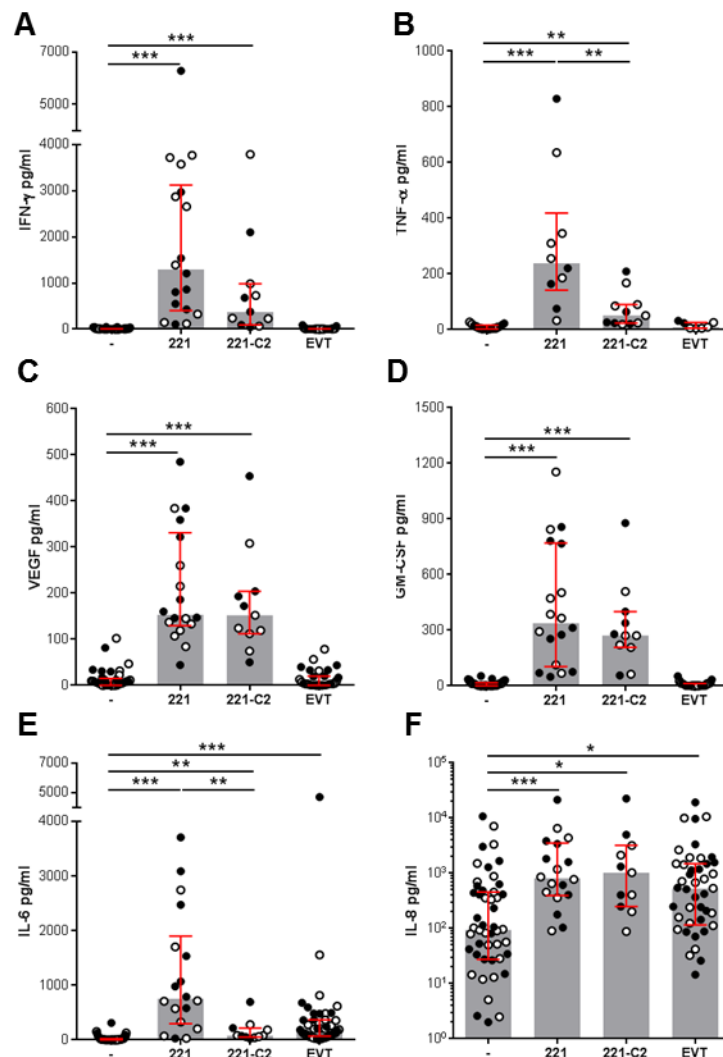 A
B
***
***
7000
5000
4000
3000
2000
1000
0
IFN-γ pg/ml
- 221 221-C2 EVT
**
*** **
1000
800
600
400
200
0
TNF-α pg/ml
- 221 221-C2 EVT
C
D
***
***
600
500
400
300
200
100
0
VEGF pg/ml
- 221 221-C2 EVT
***
***
1500
1200
900
600
300
0
GM-CSF pg/ml
- 221 221-C2 EVT
E
F
***
**
*** **
7000
5000
4000
3000
2000
1000
0
IL-6 pg/ml
- 221 221-C2 EVT
*
*
***
10⁵
10⁴
10³
10²
10¹
10⁰
IL-8 pg/ml
- 221 221-C2 EVT